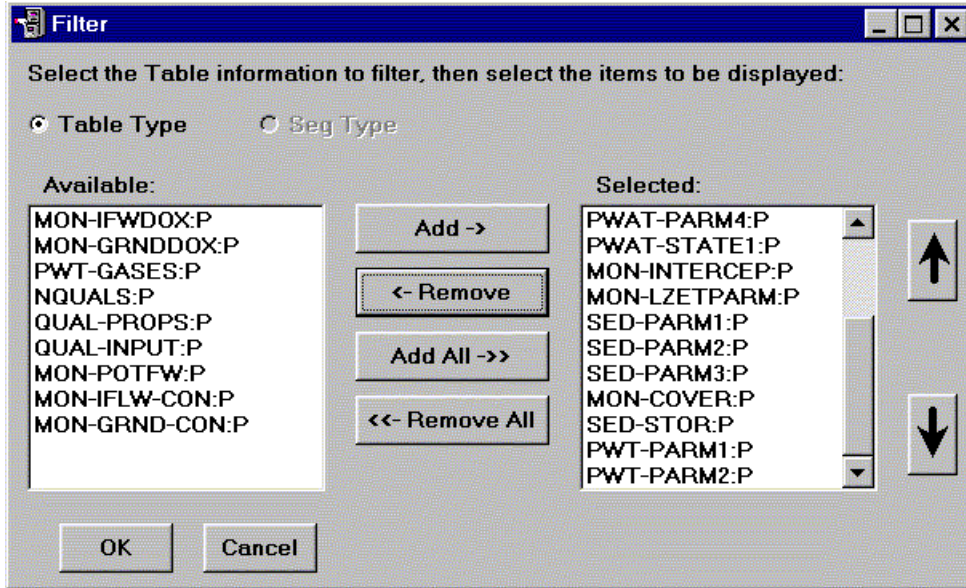 Filter
Select the Table information to filter, then select the items to be displayed:
Table Type
Seg Type
Available:
MON-IFWDOX:P
MON-GRNDDOX:P
PWT-GASES:P
NQUALS:P
QUAL-PROPS:P
QUAL-INPUT:P
MON-POTFW:P
MON-IFLW-CON:P
MON-GRND-CON:P
Add ->
<- Remove
Add All ->>
<<- Remove All
Selected:
PWAT-PARM4:P
PWAT-STATE1:P
MON-INTERCEP:P
MON-LZETPARM:P
SED-PARM1:P
SED-PARM2:P
SED-PARM3:P
MON-COVER:P
SED-STOR:P
PWT-PARM1:P
PWT-PARM2:P
OK
Cancel